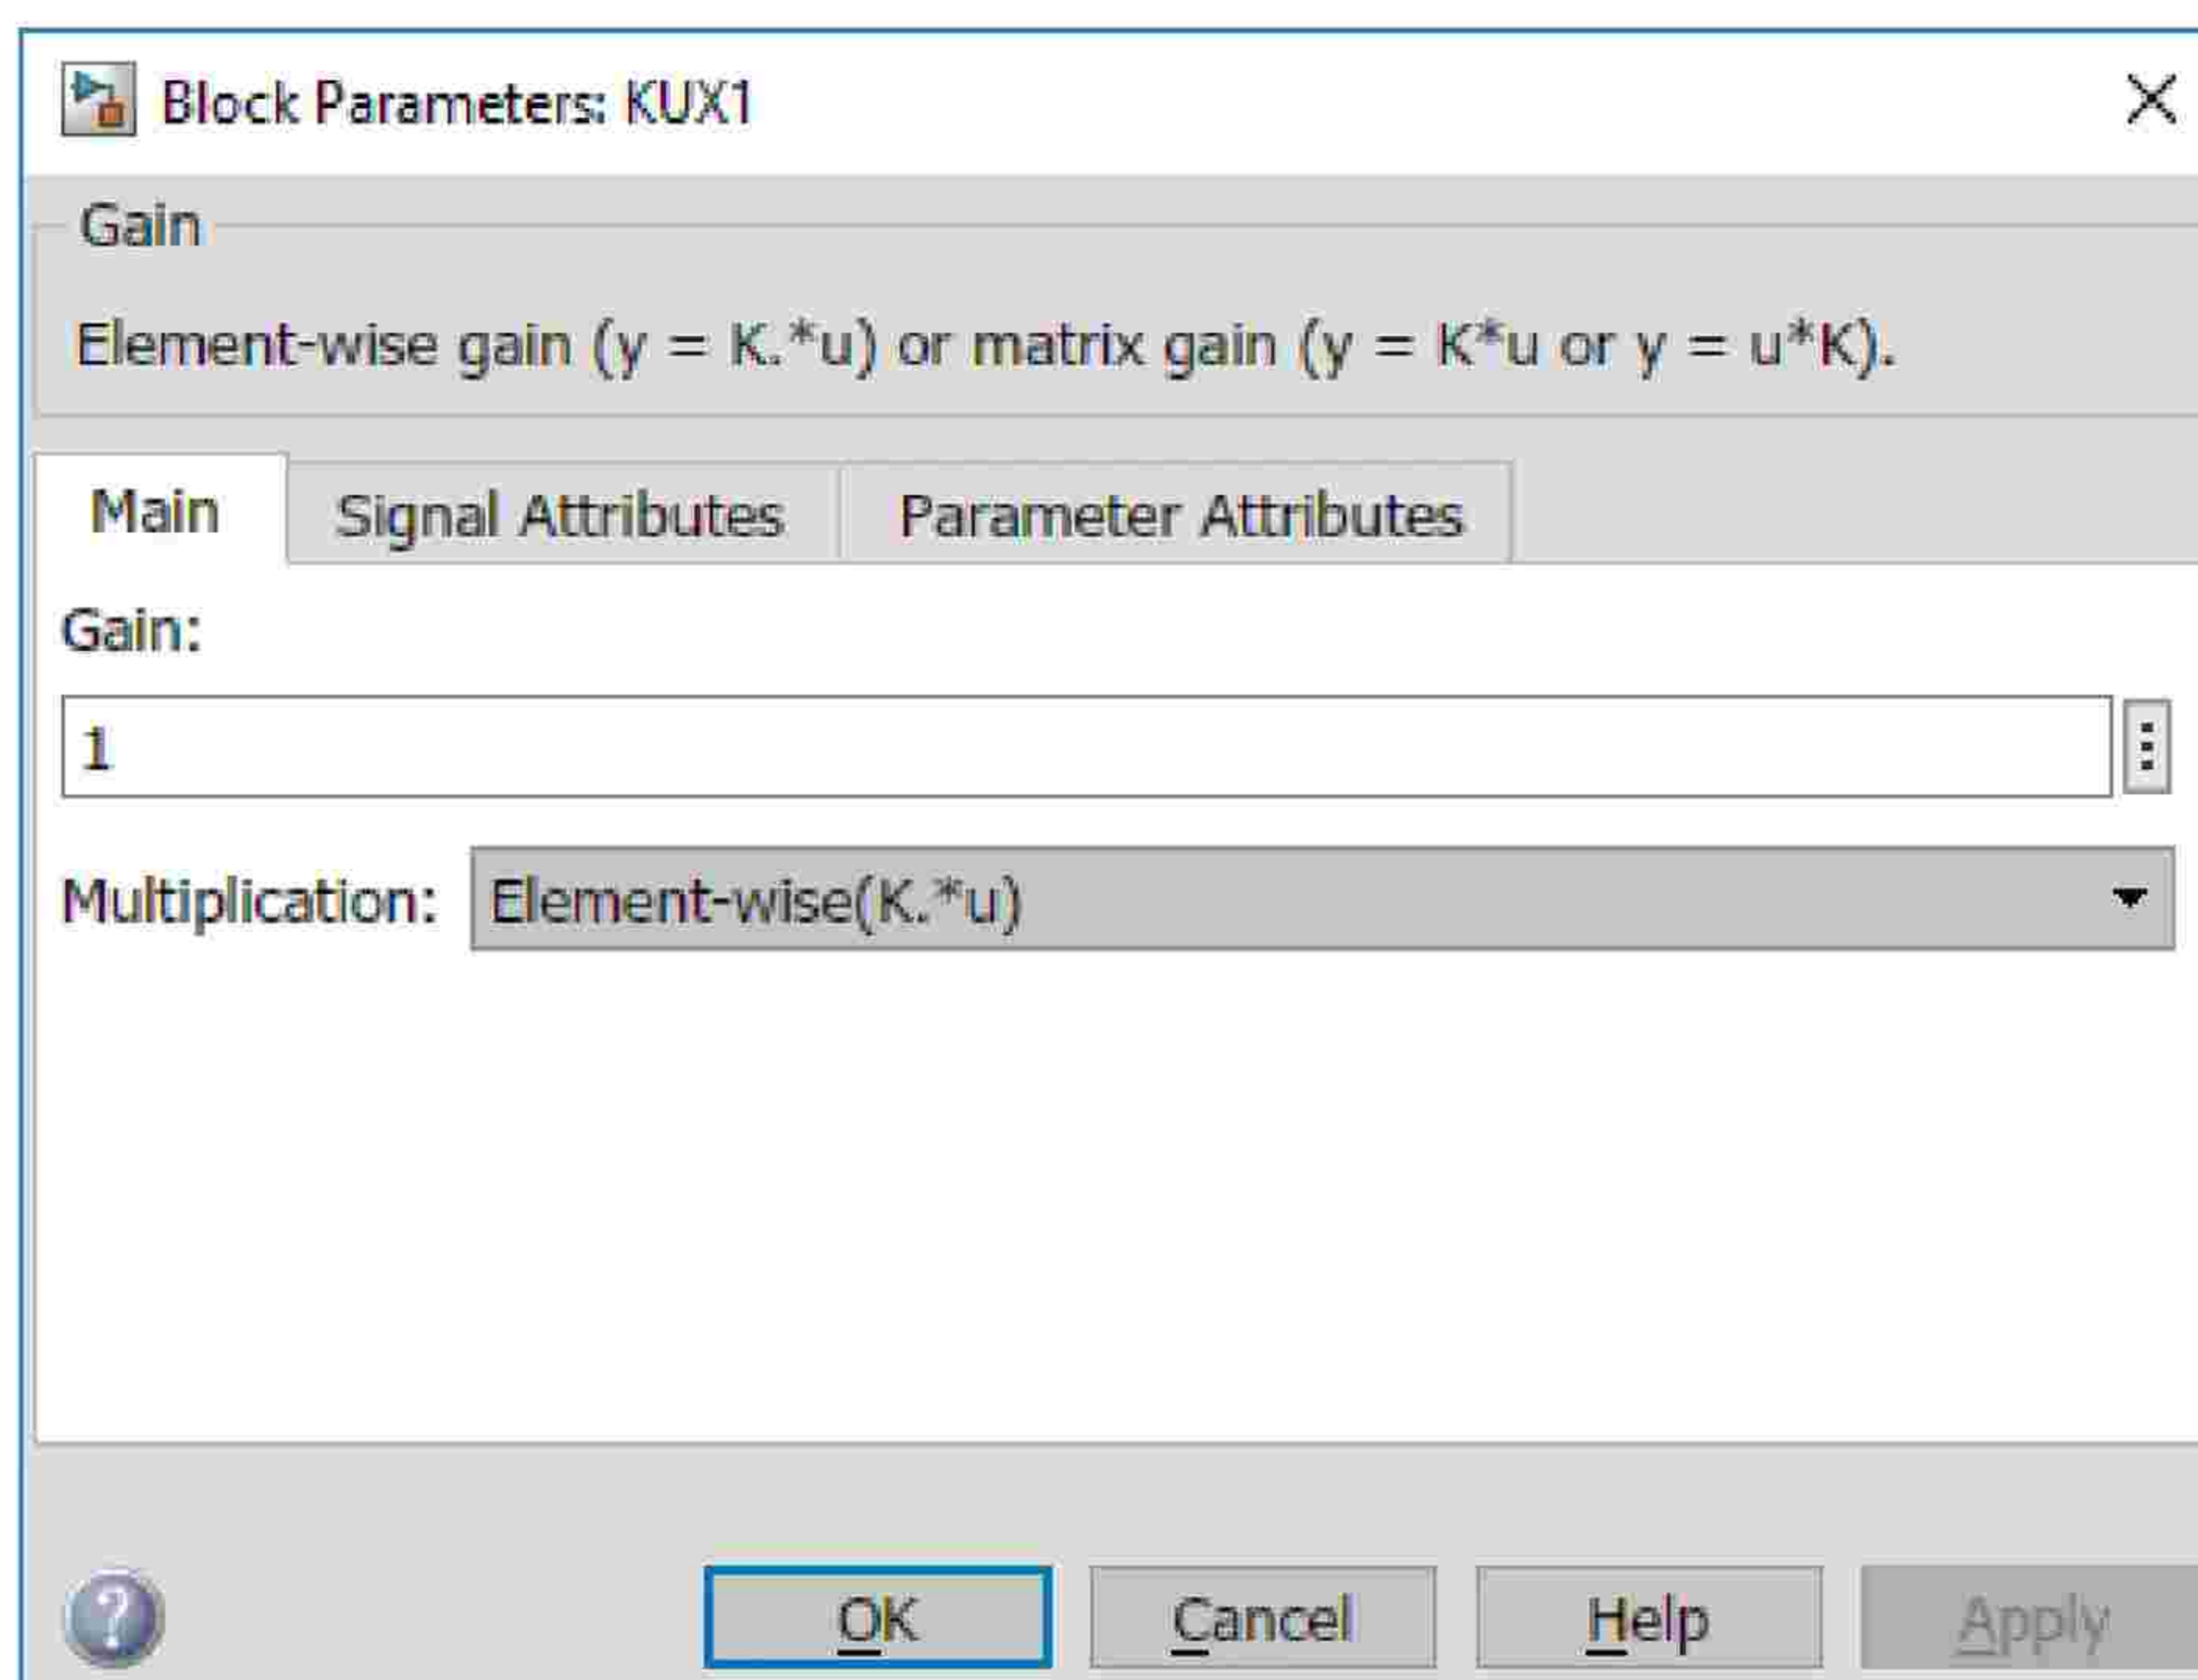 Block Parameters: KUX1
Gain
Element-wise gain (y = K.*u) or matrix gain (y = K*u or y = u*K).
Main Signal Attributes Parameter Attributes
Gain:
1
Multiplication: Element-wise(K.*u)
? OK Cancel Help Apply